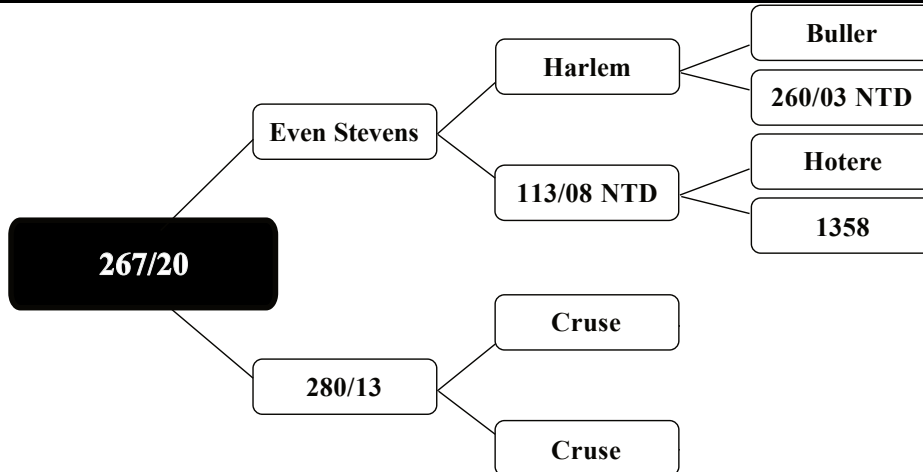 Buller
Harlem
260/03 NTD
Even Stevens
Hotere
113/08 NTD
1358
267/20
Cruse
280/13
Cruse